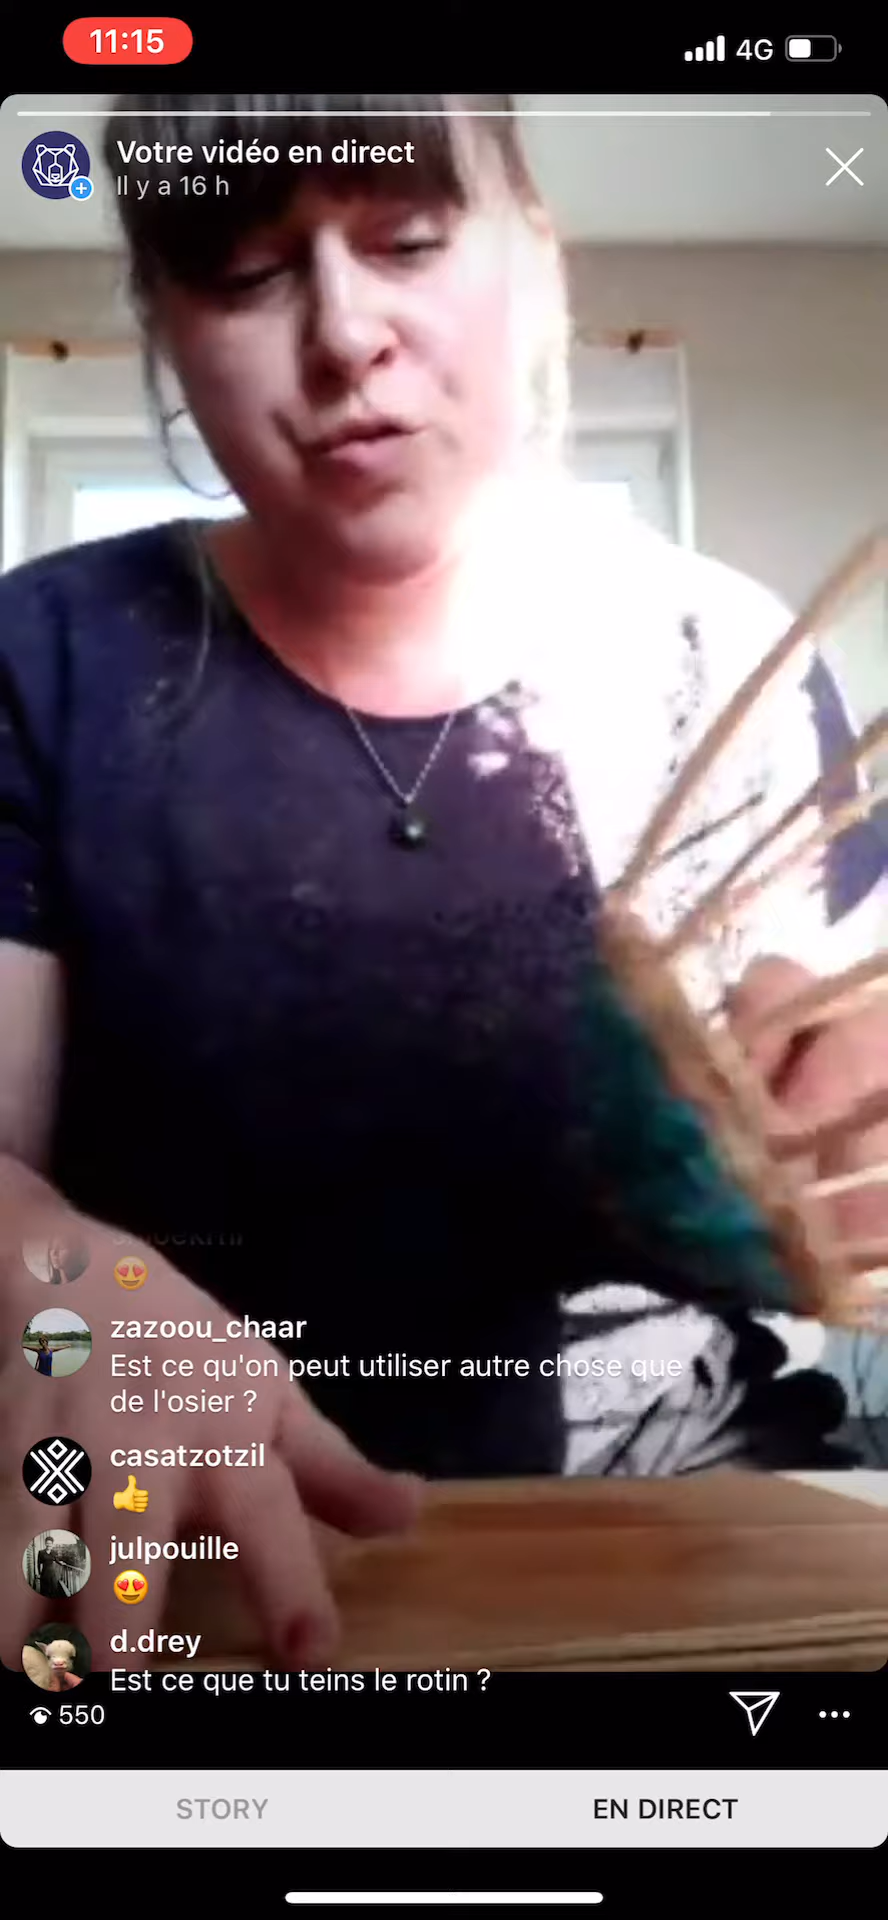 11:15
4G
Votre vidéo en direct
Il y a 16 h
zazoou_chaar
Est ce qu'on peut utiliser autre chose que
de l'osier ?
casatzotzil
👍
julpouille
😍
d.drey
Est ce que tu teins le rotin ?
550
STORY
EN DIRECT